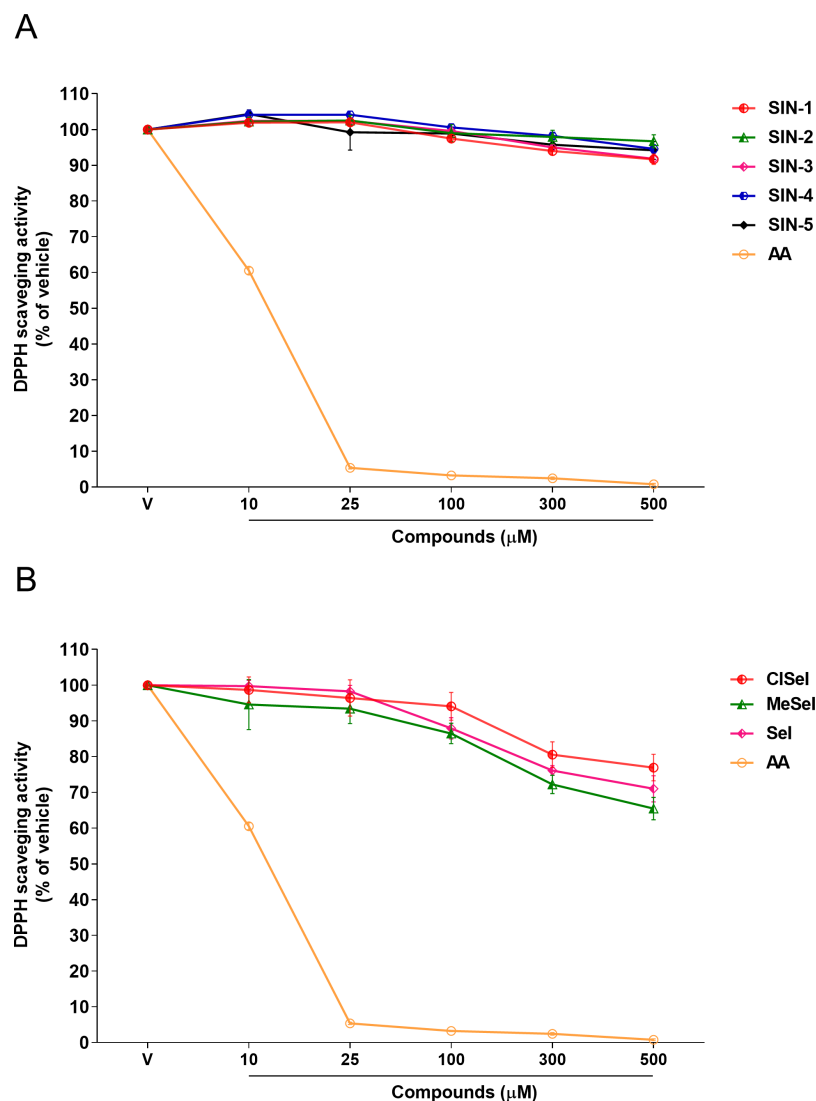 A
DPPH scaveging activity
(% of vehicle)
110
100
90
80
70
60
50
40
30
20
10
0
V 10 25 100 300 500
Compounds (μM)
SIN-1
SIN-2
SIN-3
SIN-4
SIN-5
AA
B
DPPH scaveging activity
(% of vehicle)
110
100
90
80
70
60
50
40
30
20
10
0
V 10 25 100 300 500
Compounds (μM)
ClSel
MeSel
Sel
AA